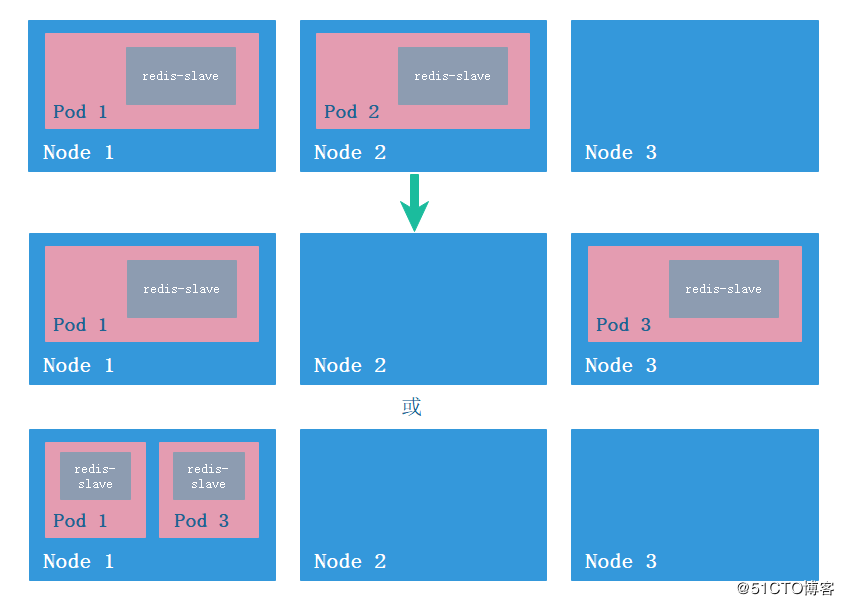 redis-slave
Pod 1
Node 1
redis-slave
Pod 2
Node 2
Node 3
redis-slave
Pod 1
Node 1
Node 2
redis-slave
Pod 3
Node 3
或
redis-
slave
Pod 1
redis-
slave
Pod 3
Node 1
Node 2
Node 3
@51CTO博客